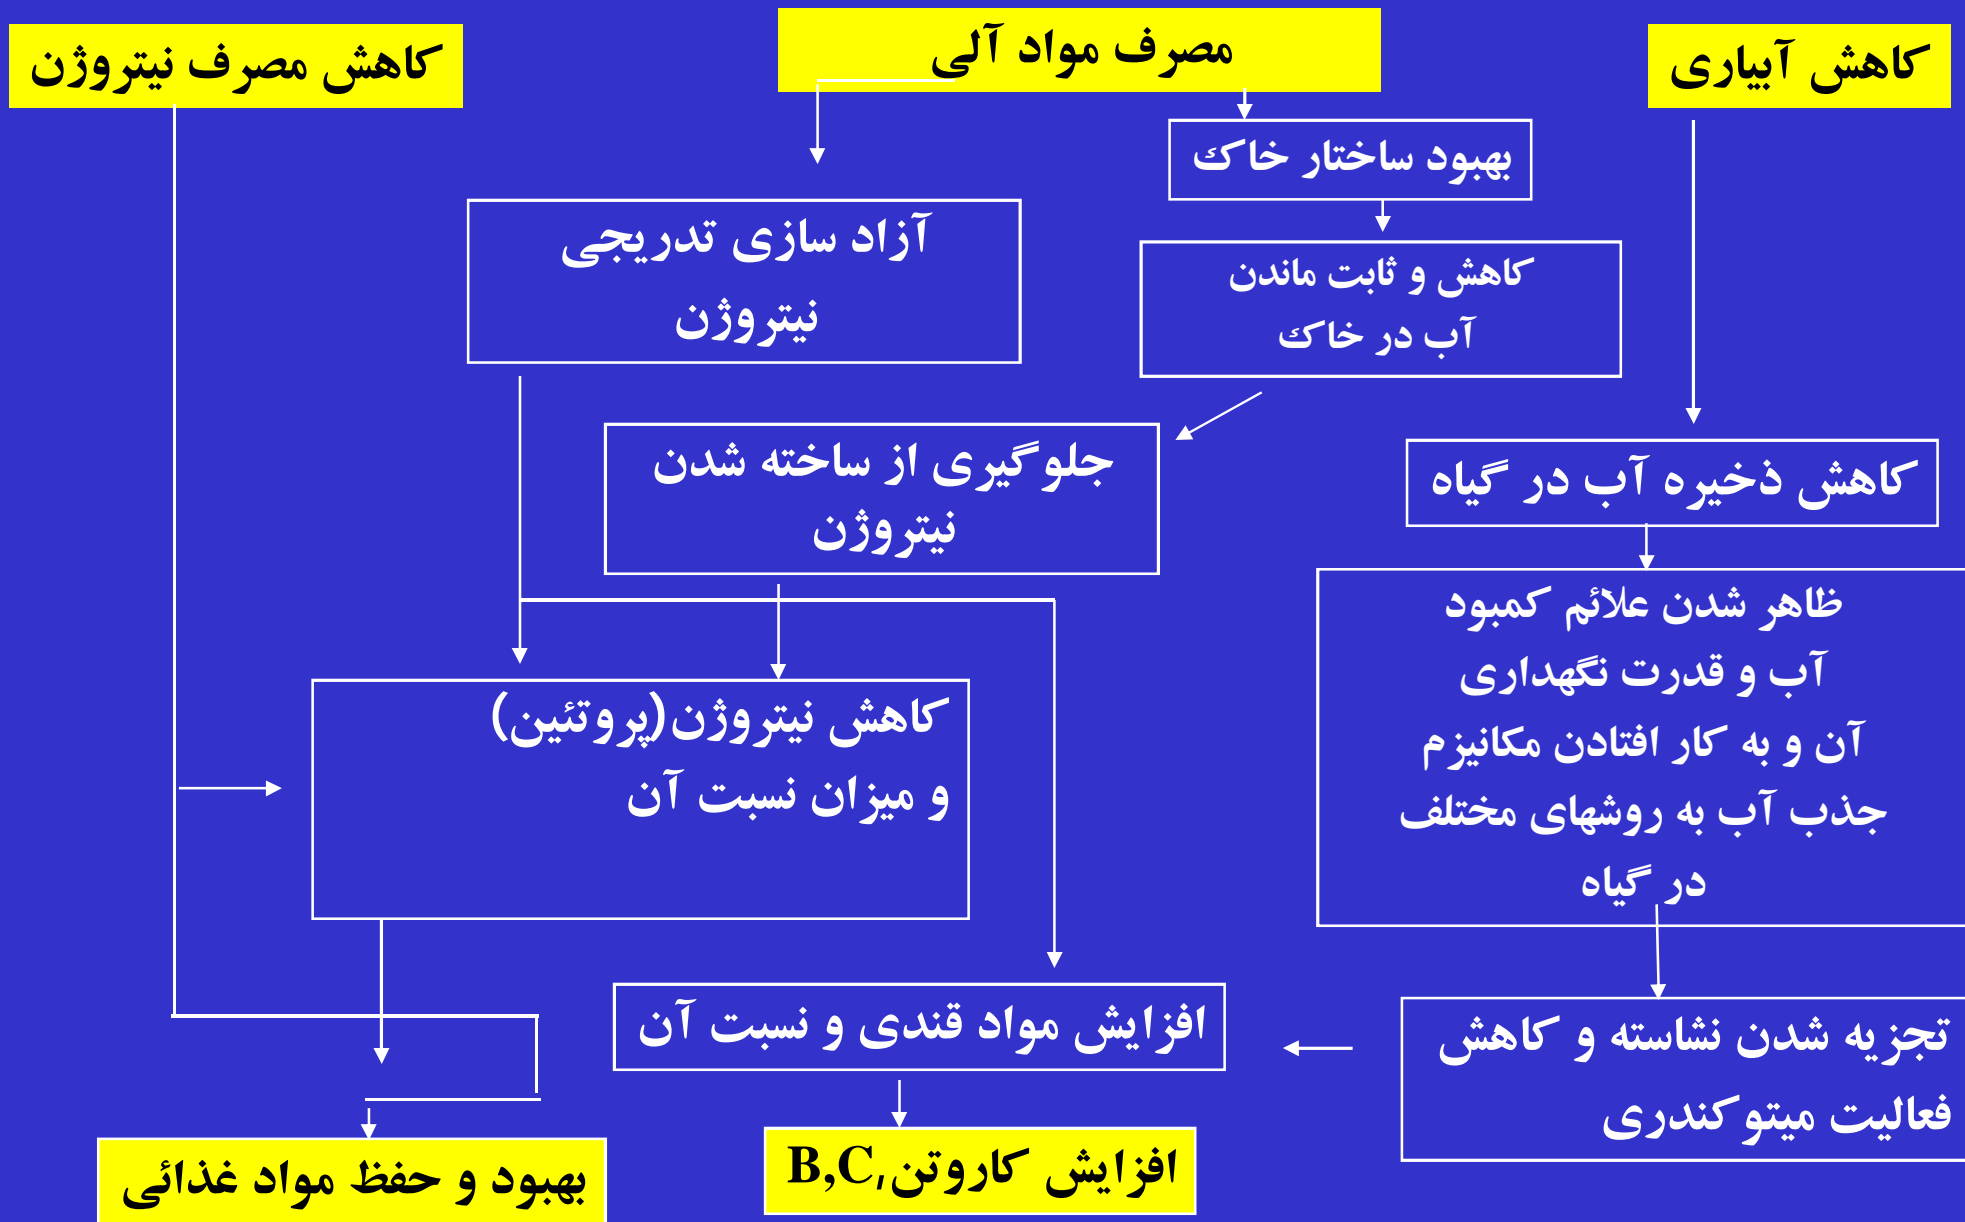 کاهش آبیاری
مصرف مواد آلی
کاهش مصرف نیتروژن
بهبود ساختار خاک
آزاد سازی تدریجی
نیتروژن
کاهش و ثابت ماندن
آب در خاک
جلوگیری از ساخته شدن
نیتروژن
کاهش ذخیره آب در گیاه
ظاهر شدن علائم کمبود
آب و قدرت نگهداری
آن و به کار افتادن مکانیزم
جذب آب به روشهای مختلف
در گیاه
کاهش نیتروژن(پروتئین)
و میزان نسبت آن
افزایش مواد قندی و نسبت آن
تجزیه شدن نشاسته و کاهش
فعالیت میتوکندری
افزایش کاروتن,B,C
بهبود و حفظ مواد غذائی